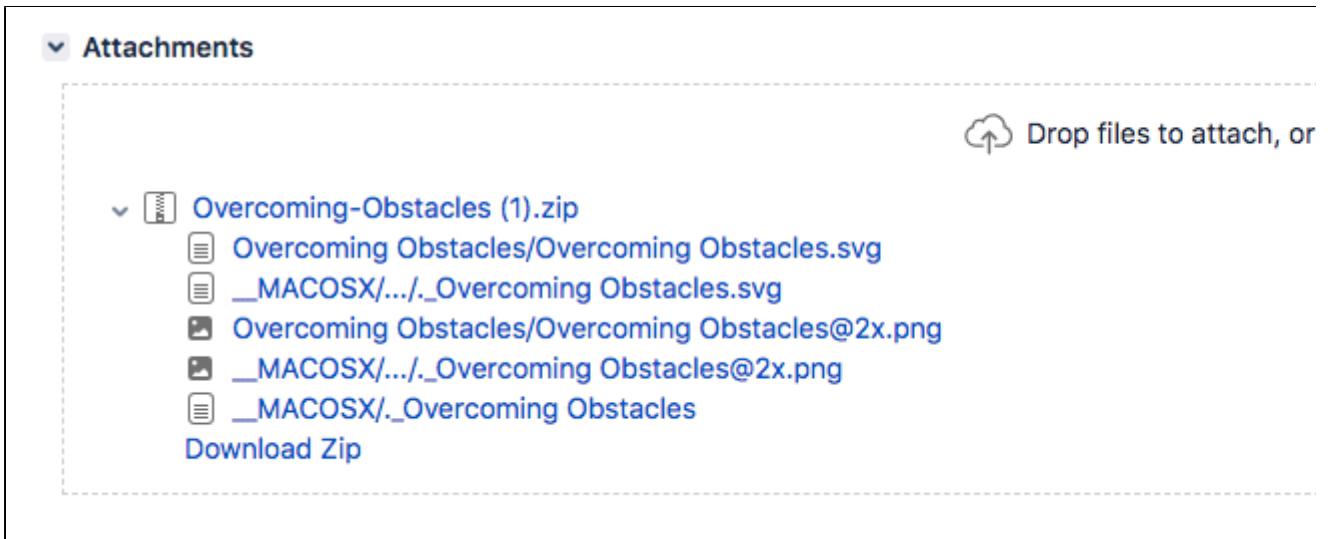 Attachments
Drop files to attach, or
Overcoming-Obstacles (1).zip
Overcoming Obstacles/Overcoming Obstacles.svg
__MACOSX/.../._Overcoming Obstacles.svg
Overcoming Obstacles/Overcoming Obstacles@2x.png
__MACOSX/.../._Overcoming Obstacles@2x.png
__MACOSX/._Overcoming Obstacles
Download Zip